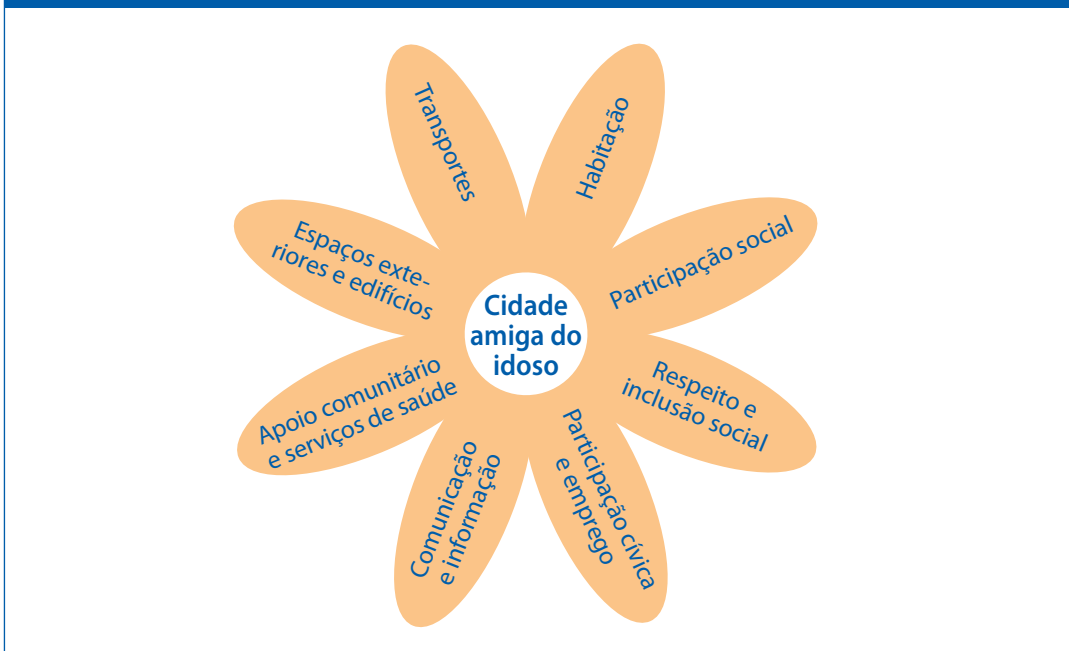 Transportes
Habitação
Participação social
Respeito e
inclusão social
Participação cívica
e emprego
Comunicação
e informação
Apoio comunitário
e serviços de saúde
Espaços exte-
riores e edifícios
Cidade
amiga do
idoso